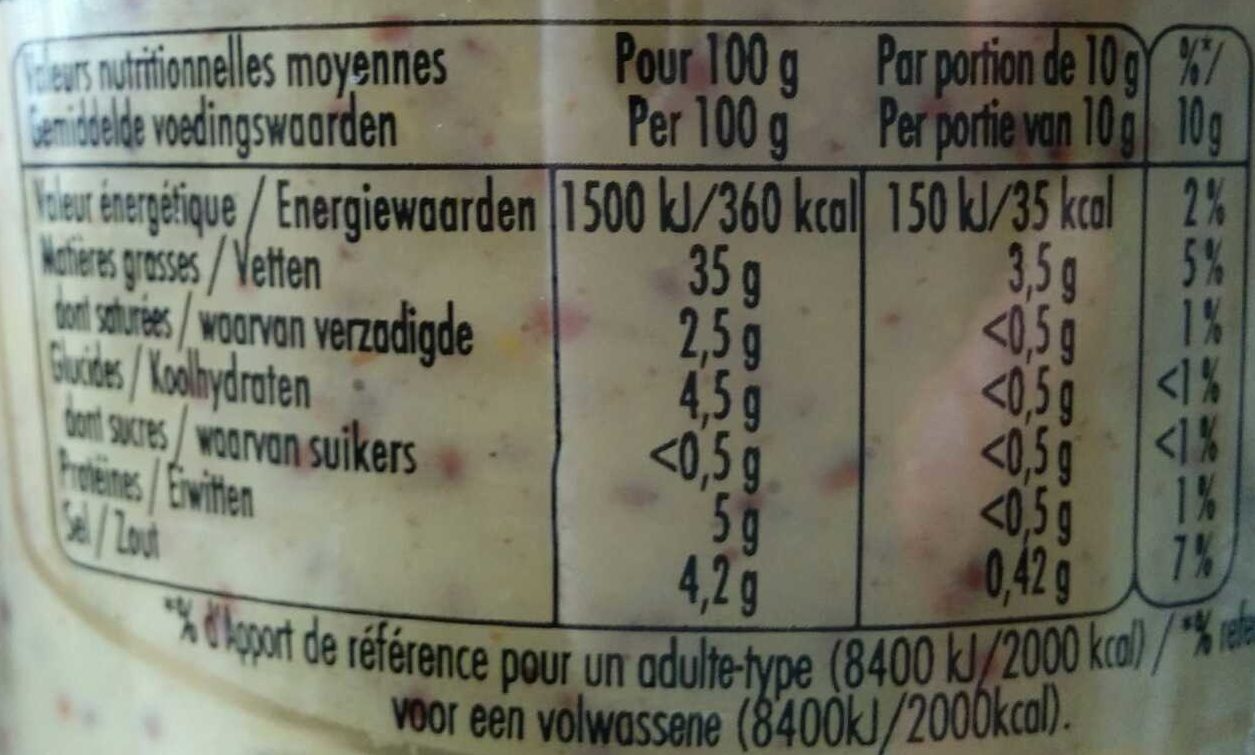 Valeurs nutritionnelles moyennes Pour 100 g Par portion de 10 g %*/
Gemiddelde voedingswaarden Per 100 g Per portie van 10 g 10g
Valeur énergétique / Energiewaarden 1500 kJ/360 kcal 150 kJ/35 kcal 2%
Matières grasses / Vetten 35 g 3,5 g 5%
dont saturées / waarvan verzadigde 2,5 g <0,5 g 1%
Glucides / Koolhydraten 4,5 g <0,5 g <1%
dont sucres / waarvan suikers <0,5 g <0,5 g <1%
Protéines / Eiwitten 5 g <0,5 g 1%
Sel / Zout 4,2 g 0,42 g 7%
*% d'Apport de référence pour un adulte-type (8400 kJ/2000 kcal) / *%
voor een volwassene (8400kJ/2000kcal).